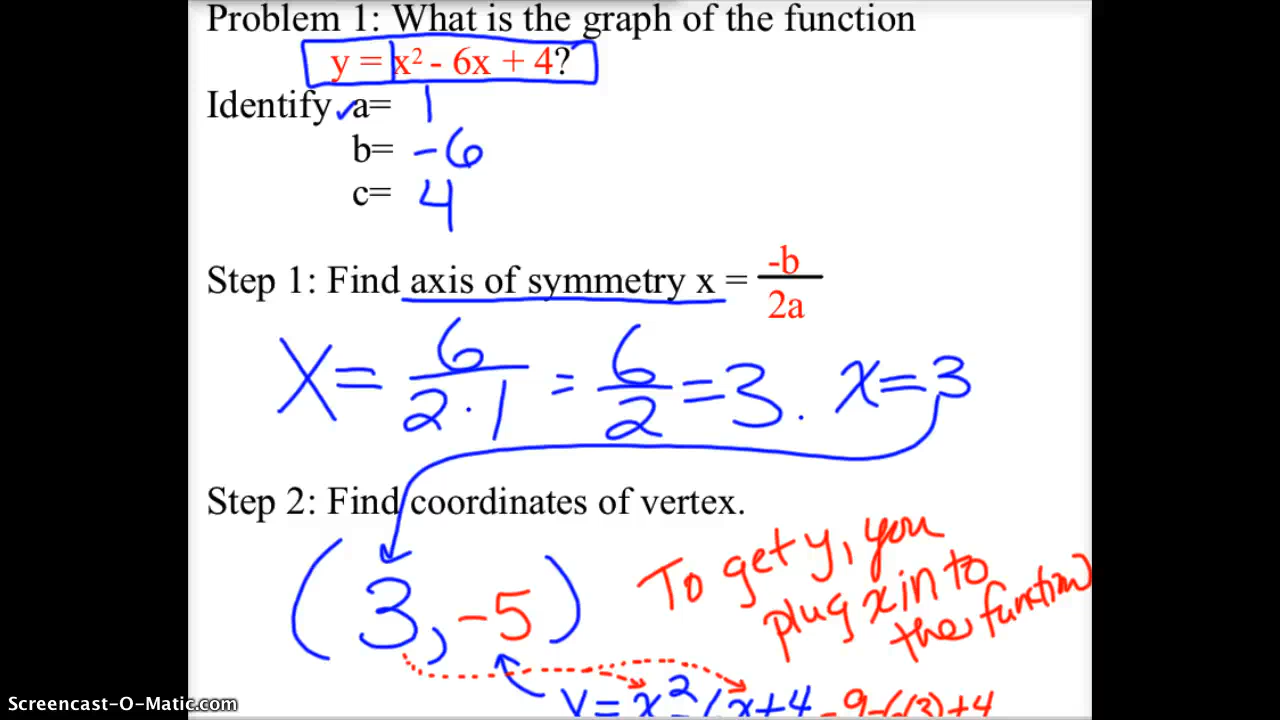 Problem 1: What is the graph of the function
y = x² - 6x + 4?
Identify a= 1
b= -6
c= 4
Step 1: Find axis of symmetry x = -b/2a
X = 6/2·1 = 6/2 = 3. x = 3
Step 2: Find coordinates of vertex.
(3, -5)
To get y, you
plug x in to
the function
Screencast-O-Matic.com